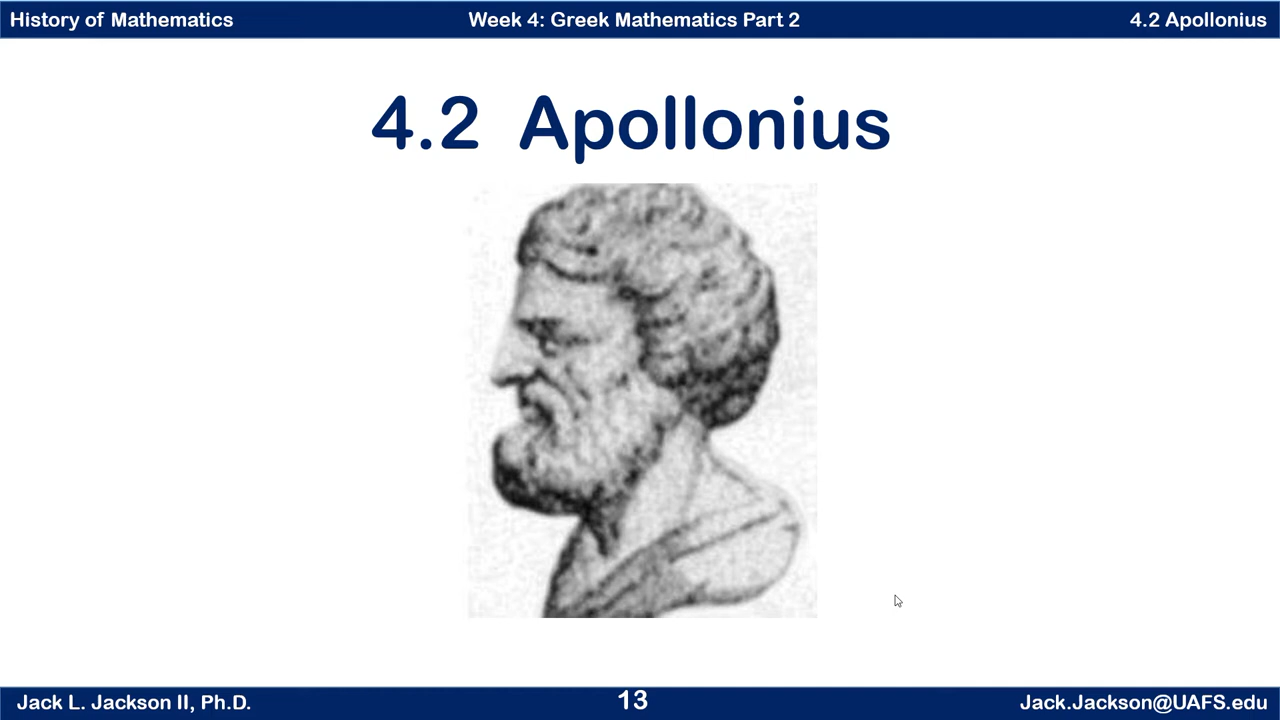 History of Mathematics
Week 4: Greek Mathematics Part 2
4.2 Apollonius
4.2 Apollonius
Jack L. Jackson II, Ph.D.
13
Jack.Jackson@UAFS.edu